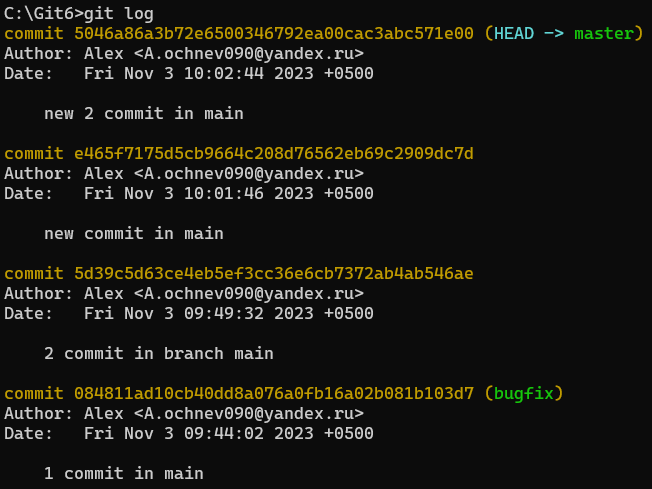 C:\Git6>git log
commit 5046a86a3b72e6500346792ea00cac3abc571e00 (HEAD -> master)
Author: Alex <A.ochnev090@yandex.ru>
Date:   Fri Nov 3 10:02:44 2023 +0500

    new 2 commit in main

commit e465f7175d5cb9664c208d76562eb69c2909dc7d
Author: Alex <A.ochnev090@yandex.ru>
Date:   Fri Nov 3 10:01:46 2023 +0500

    new commit in main

commit 5d39c5d63ce4eb5ef3cc36e6cb7372ab4ab546ae
Author: Alex <A.ochnev090@yandex.ru>
Date:   Fri Nov 3 09:49:32 2023 +0500

    2 commit in branch main

commit 084811ad10cb40dd8a076a0fb16a02b081b103d7 (bugfix)
Author: Alex <A.ochnev090@yandex.ru>
Date:   Fri Nov 3 09:44:02 2023 +0500

    1 commit in main